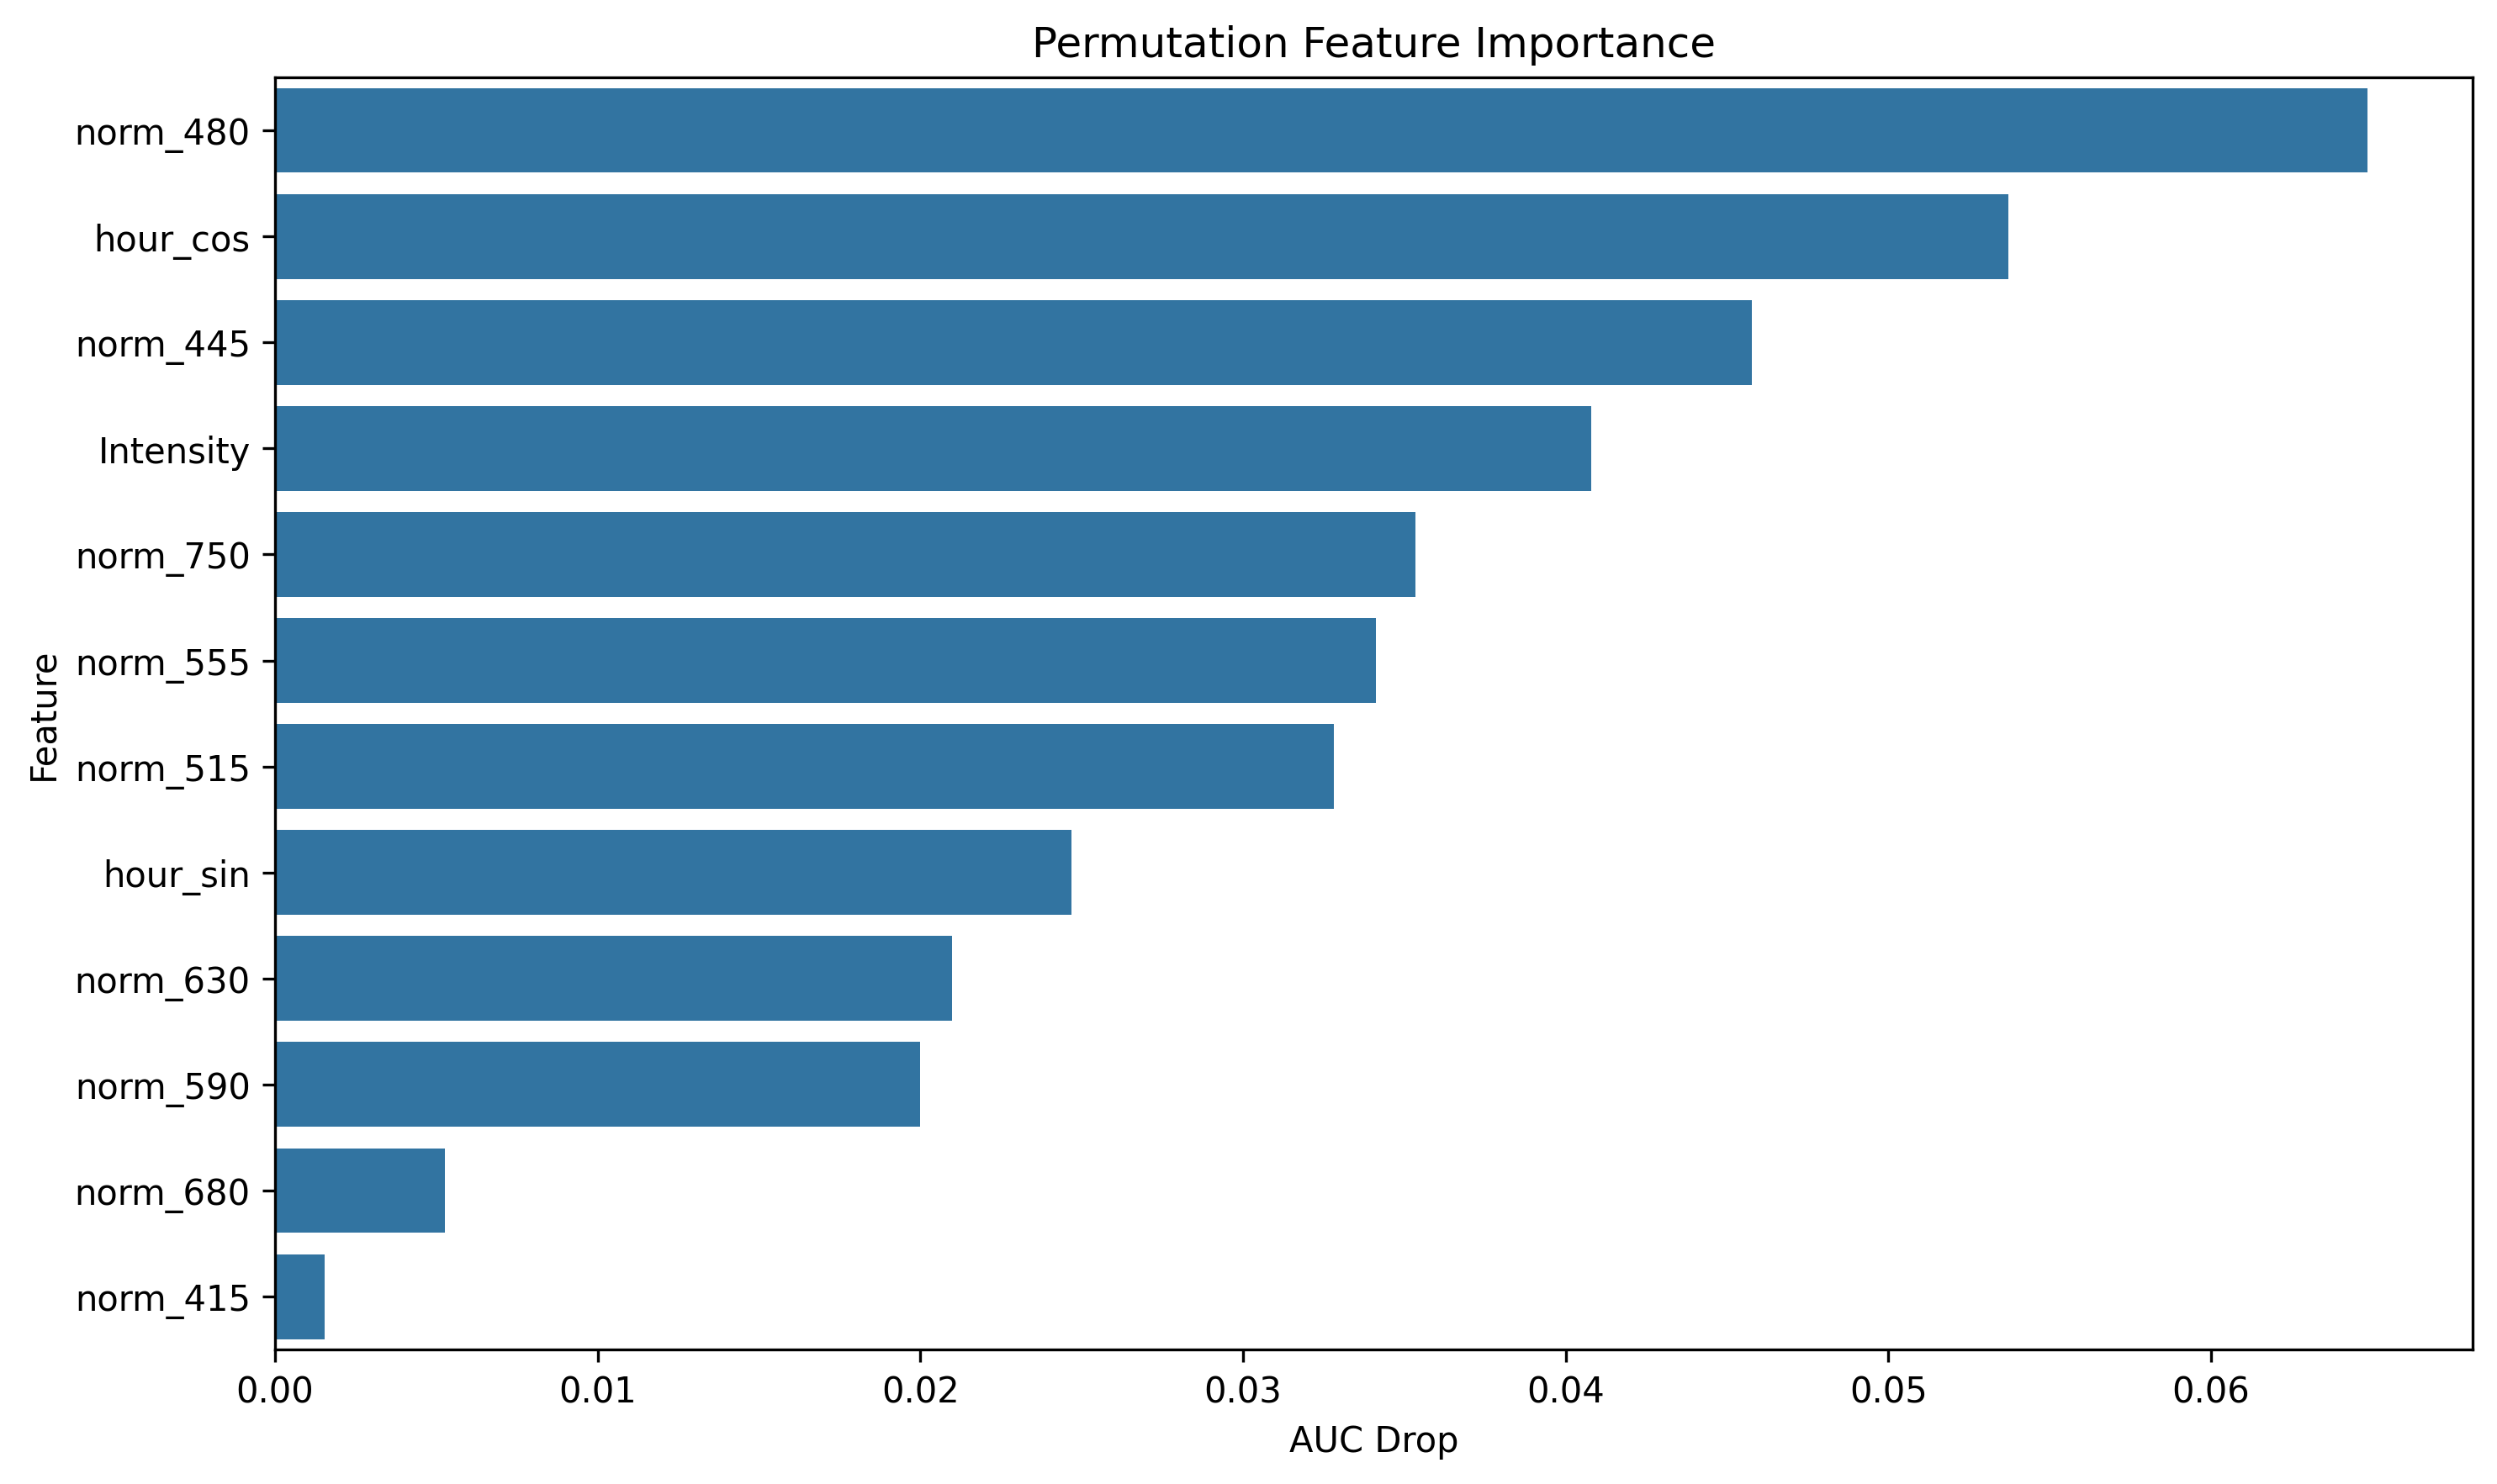 Permutation Feature Importance
norm_480
hour_cos
norm_445
Intensity
norm_750
norm_555
norm_515
hour_sin
norm_630
norm_590
norm_680
norm_415
Feature
0.00 0.01 0.02 0.03 0.04 0.05 0.06
AUC Drop